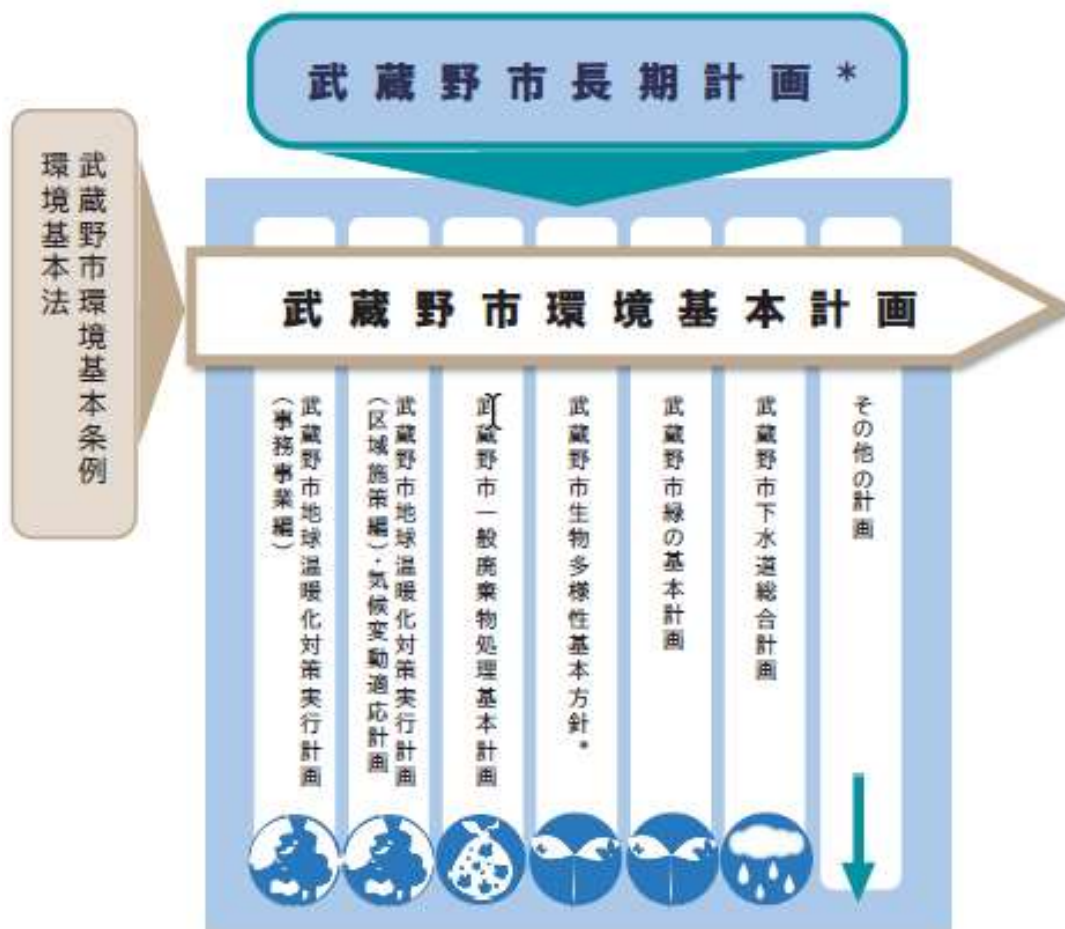 武蔵野市長期計画*
武蔵野市環境基本条例
環境基本法
武蔵野市環境基本計画
武蔵野市地球温暖化対策実行計画
(事務事業編)
武蔵野市地球温暖化対策実行計画
(区域施策編)・気候変動適応計画
武蔵野市一般廃棄物処理基本計画
武蔵野市生物多様性基本方針*
武蔵野市緑の基本計画
武蔵野市下水道総合計画
その他の計画